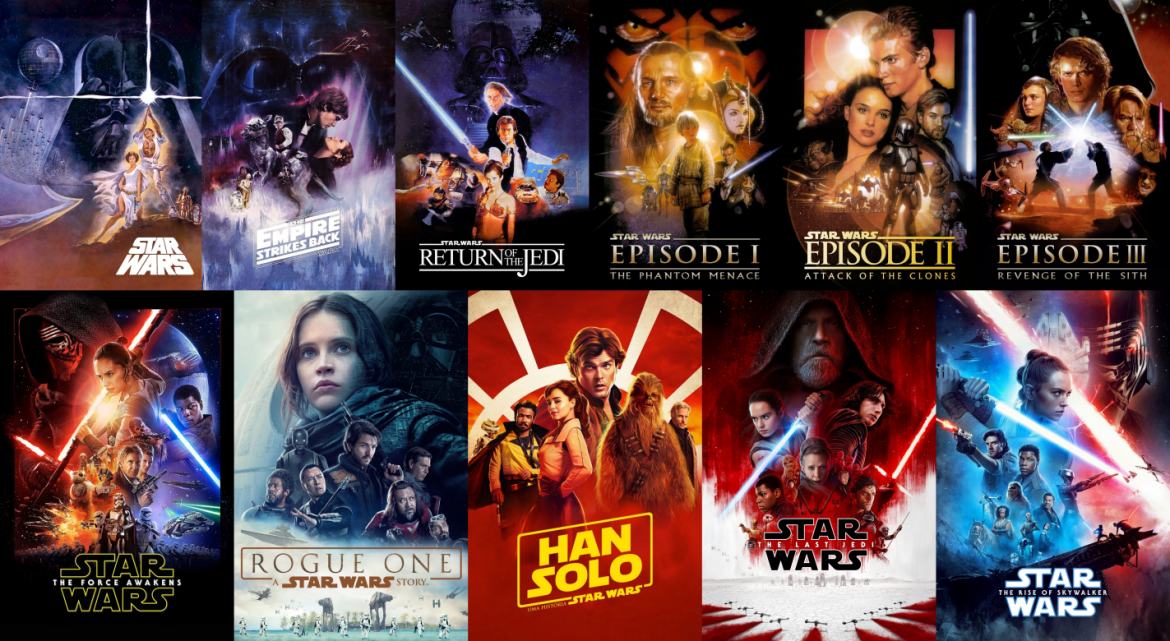 STAR
WARS
THE
EMPIRE
STRIKES BACK
STAR WARS
RETURN OF THE JEDI
STAR WARS
EPISODE I
THE PHANTOM MENACE
STAR WARS
EPISODE II
ATTACK OF THE CLONES
STAR WARS
EPISODE III
REVENGE OF THE SITH
STAR
THE FORCE AWAKENS
WARS
ROGUE ONE
A STAR WARS STORY
HAN
SOLO
UMA HISTÓRIA STAR WARS
STAR
THE LAST JEDI
WARS
STAR
THE RISE OF SKYWALKER
WARS